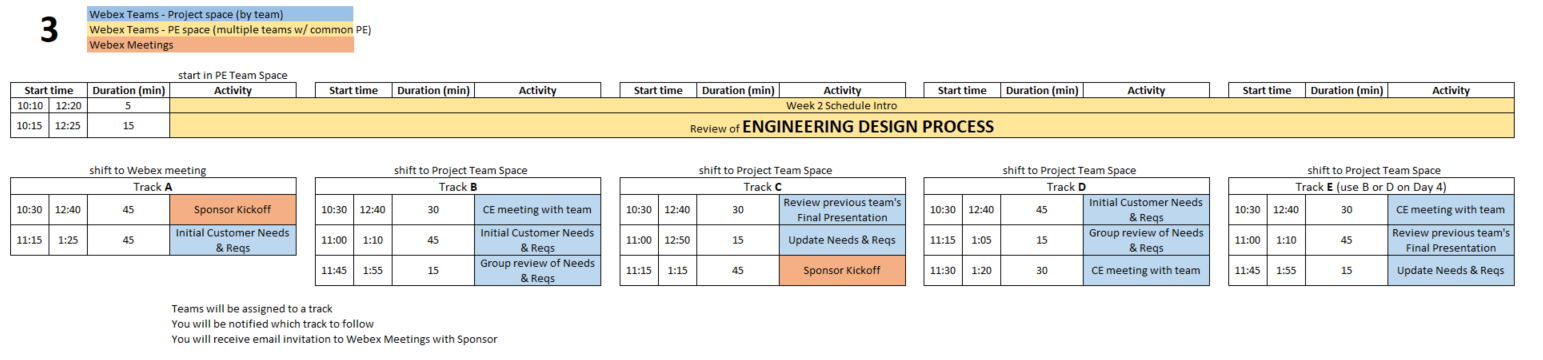 3
Webex Teams - Project space (by team)
Webex Teams - PE space (multiple teams w/ common PE)
Webex Meetings
start in PE Team Space
Start time Duration (min) Activity Start time Duration (min) Activity Start time Duration (min) Activity Start time Duration (min) Activity Start time Duration (min) Activity
10:10 12:20 5 Week 2 Schedule Intro
10:15 12:25 15 Review of ENGINEERING DESIGN PROCESS
shift to Webex meeting
Track A
10:30 12:40 45 Sponsor Kickoff
11:15 1:25 45 Initial Customer Needs
& Reqs
shift to Project Team Space
Track B
10:30 12:40 30 CE meeting with team
11:00 1:10 45 Initial Customer Needs
& Reqs
11:45 1:55 15 Group review of Needs
& Reqs
shift to Project Team Space
Track C
10:30 12:40 30 Review previous team's
Final Presentation
11:00 12:50 15 Update Needs & Reqs
11:15 1:15 45 Sponsor Kickoff
shift to Project Team Space
Track D
10:30 12:40 45 Initial Customer Needs
& Reqs
11:15 1:05 15 Group review of Needs
& Reqs
11:30 1:20 30 CE meeting with team
shift to Project Team Space
Track E (use B or D on Day 4)
10:30 12:40 30 CE meeting with team
11:00 1:10 45 Review previous team's
Final Presentation
11:45 1:55 15 Update Needs & Reqs
Teams will be assigned to a track
You will be notified which track to follow
You will receive email invitation to Webex Meetings with Sponsor